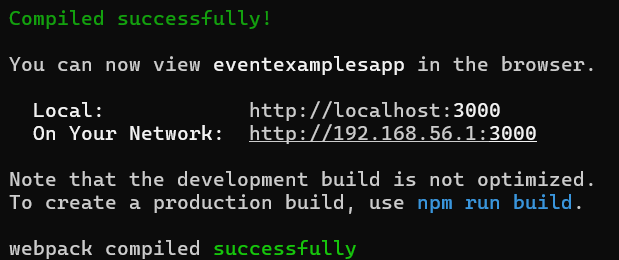 Compiled successfully!
You can now view eventexamplesapp in the browser.
Local: http://localhost:3000
On Your Network: http://192.168.56.1:3000
Note that the development build is not optimized.
To create a production build, use npm run build.
webpack compiled successfully